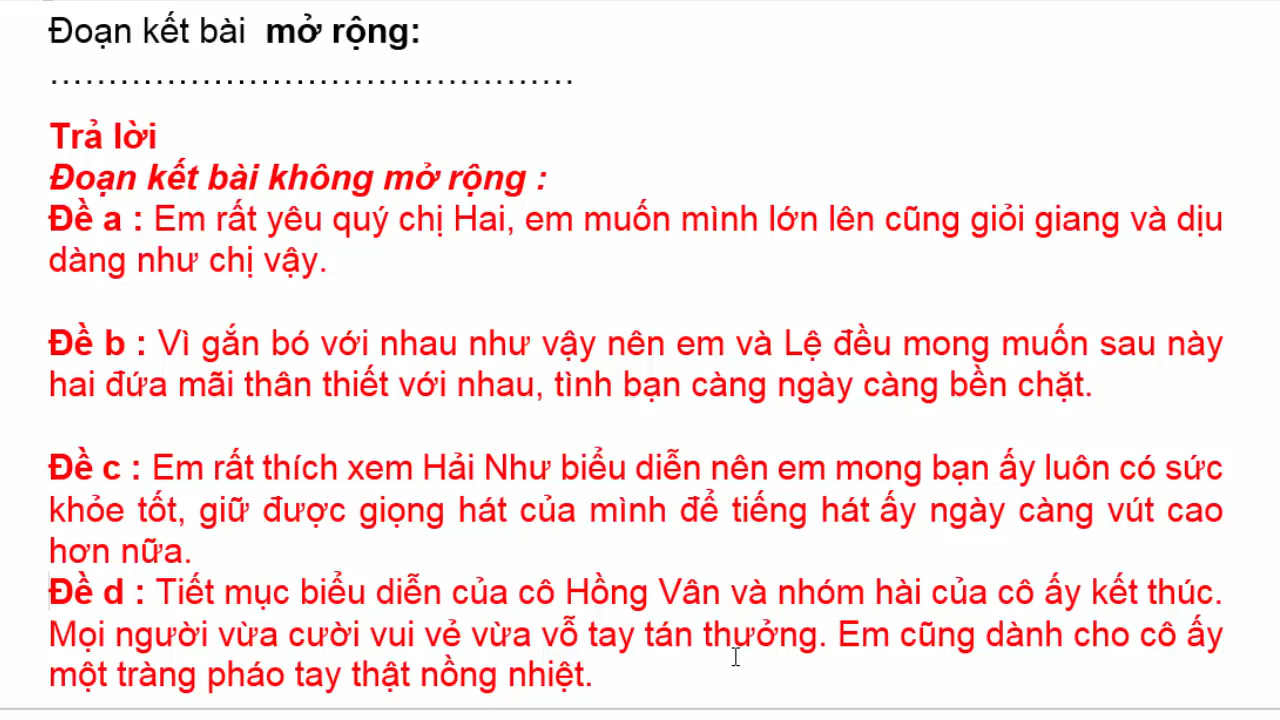 Đoạn kết bài mở rộng:
…………………………………………
Trả lời
Đoạn kết bài không mở rộng :
Đề a : Em rất yêu quý chị Hai, em muốn mình lớn lên cũng giỏi giang và dịu
dàng như chị vậy.
Đề b : Vì gắn bó với nhau như vậy nên em và Lệ đều mong muốn sau này
hai đứa mãi thân thiết với nhau, tình bạn càng ngày càng bền chặt.
Đề c : Em rất thích xem Hải Như biểu diễn nên em mong bạn ấy luôn có sức
khỏe tốt, giữ được giọng hát của mình để tiếng hát ấy ngày càng vút cao
hơn nữa.
Đề d : Tiết mục biểu diễn của cô Hồng Vân và nhóm hài của cô ấy kết thúc.
Mọi người vừa cười vui vẻ vừa vỗ tay tán thưởng. Em cũng dành cho cô ấy
một tràng pháo tay thật nồng nhiệt.